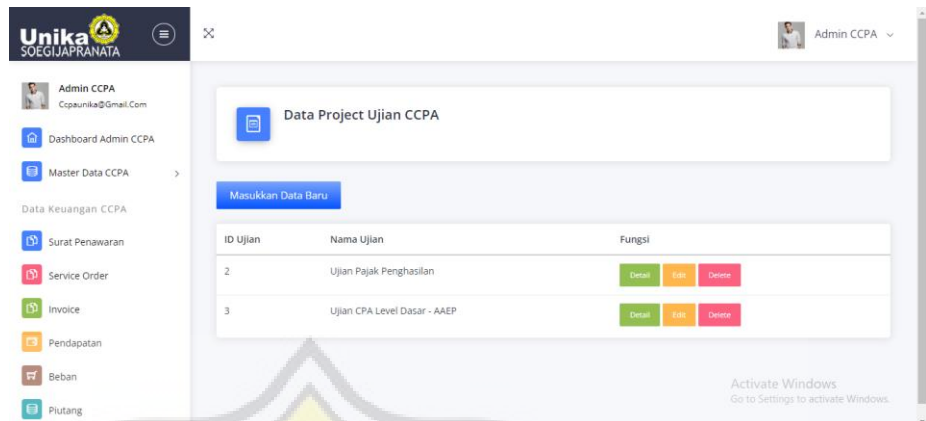 Unika
SOEGIJAPRANATA
Admin CCPA
Admin CCPA
Ccpaunika@Gmail.Com
Dashboard Admin CCPA
Master Data CCPA
Data Keuangan CCPA
Surat Penawaran
Service Order
Invoice
Pendapatan
Beban
Piutang
Data Project Ujian CCPA
Masukkan Data Baru
ID Ujian Nama Ujian Fungsi
2 Ujian Pajak Penghasilan Detail Edit Delete
3 Ujian CPA Level Dasar - AAEP Detail Edit Delete
Activate Windows
Go to Settings to activate Windows.